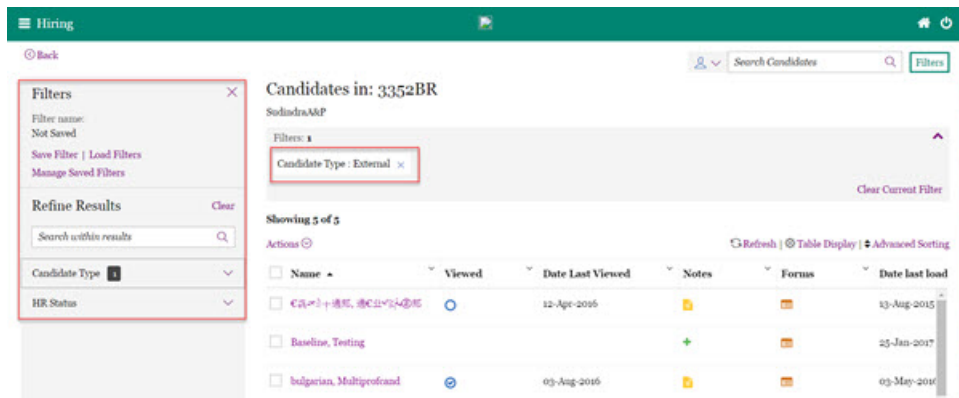 Hiring
Back
Search Candidates
Filters
Filters
Filter name:
Not Saved
Save Filter | Load Filters
Manage Saved Filters
Refine Results Clear
Search within results
Candidate Type 1
HR Status
Candidates in: 3352BR
SudindraA&P
Filters: 1
Candidate Type : External ×
Clear Current Filter
Showing 5 of 5
Actions
Refresh | Table Display | Advanced Sorting
Name Viewed Date Last Viewed Notes Forms Date last load
12-Apr-2016 13-Aug-2015
Baseline, Testing 25-Jan-2017
bulgarian, Multiprofrand 03-Aug-2016 03-May-2016